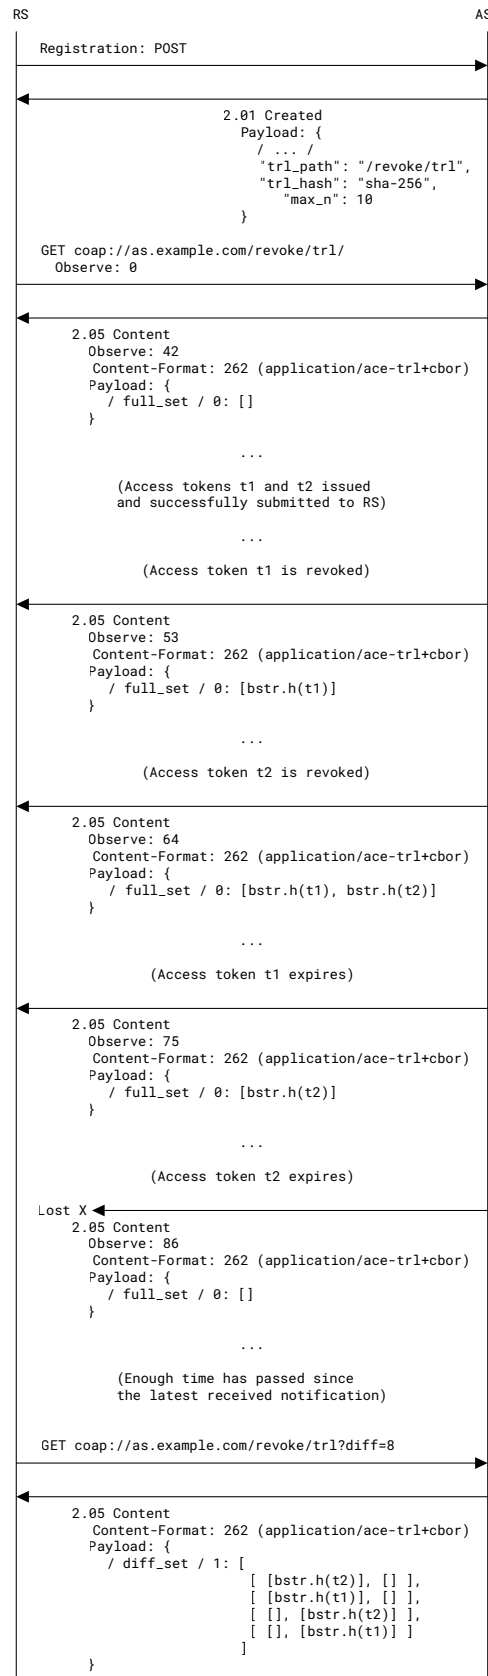 RS AS
Registration: POST
2.01 Created
Payload: {
/ ... /
"trl_path": "/revoke/trl",
"trl_hash": "sha-256",
"max_n": 10
}
GET coap://as.example.com/revoke/trl/
Observe: 0
2.05 Content
Observe: 42
Content-Format: 262 (application/ace-trl+cbor)
Payload: {
/ full_set / 0: []
}
...
(Access tokens t1 and t2 issued
and successfully submitted to RS)
...
(Access token t1 is revoked)
2.05 Content
Observe: 53
Content-Format: 262 (application/ace-trl+cbor)
Payload: {
/ full_set / 0: [bstr.h(t1)]
}
...
(Access token t2 is revoked)
2.05 Content
Observe: 64
Content-Format: 262 (application/ace-trl+cbor)
Payload: {
/ full_set / 0: [bstr.h(t1), bstr.h(t2)]
}
...
(Access token t1 expires)
2.05 Content
Observe: 75
Content-Format: 262 (application/ace-trl+cbor)
Payload: {
/ full_set / 0: [bstr.h(t2)]
}
...
(Access token t2 expires)
Lost X
2.05 Content
Observe: 86
Content-Format: 262 (application/ace-trl+cbor)
Payload: {
/ full_set / 0: []
}
...
(Enough time has passed since
the latest received notification)
GET coap://as.example.com/revoke/trl?diff=8
2.05 Content
Content-Format: 262 (application/ace-trl+cbor)
Payload: {
/ diff_set / 1: [
[ [bstr.h(t2)], [] ],
[ [bstr.h(t1)], [] ],
[ [], [bstr.h(t2)] ],
[ [], [bstr.h(t1)] ]
]
}